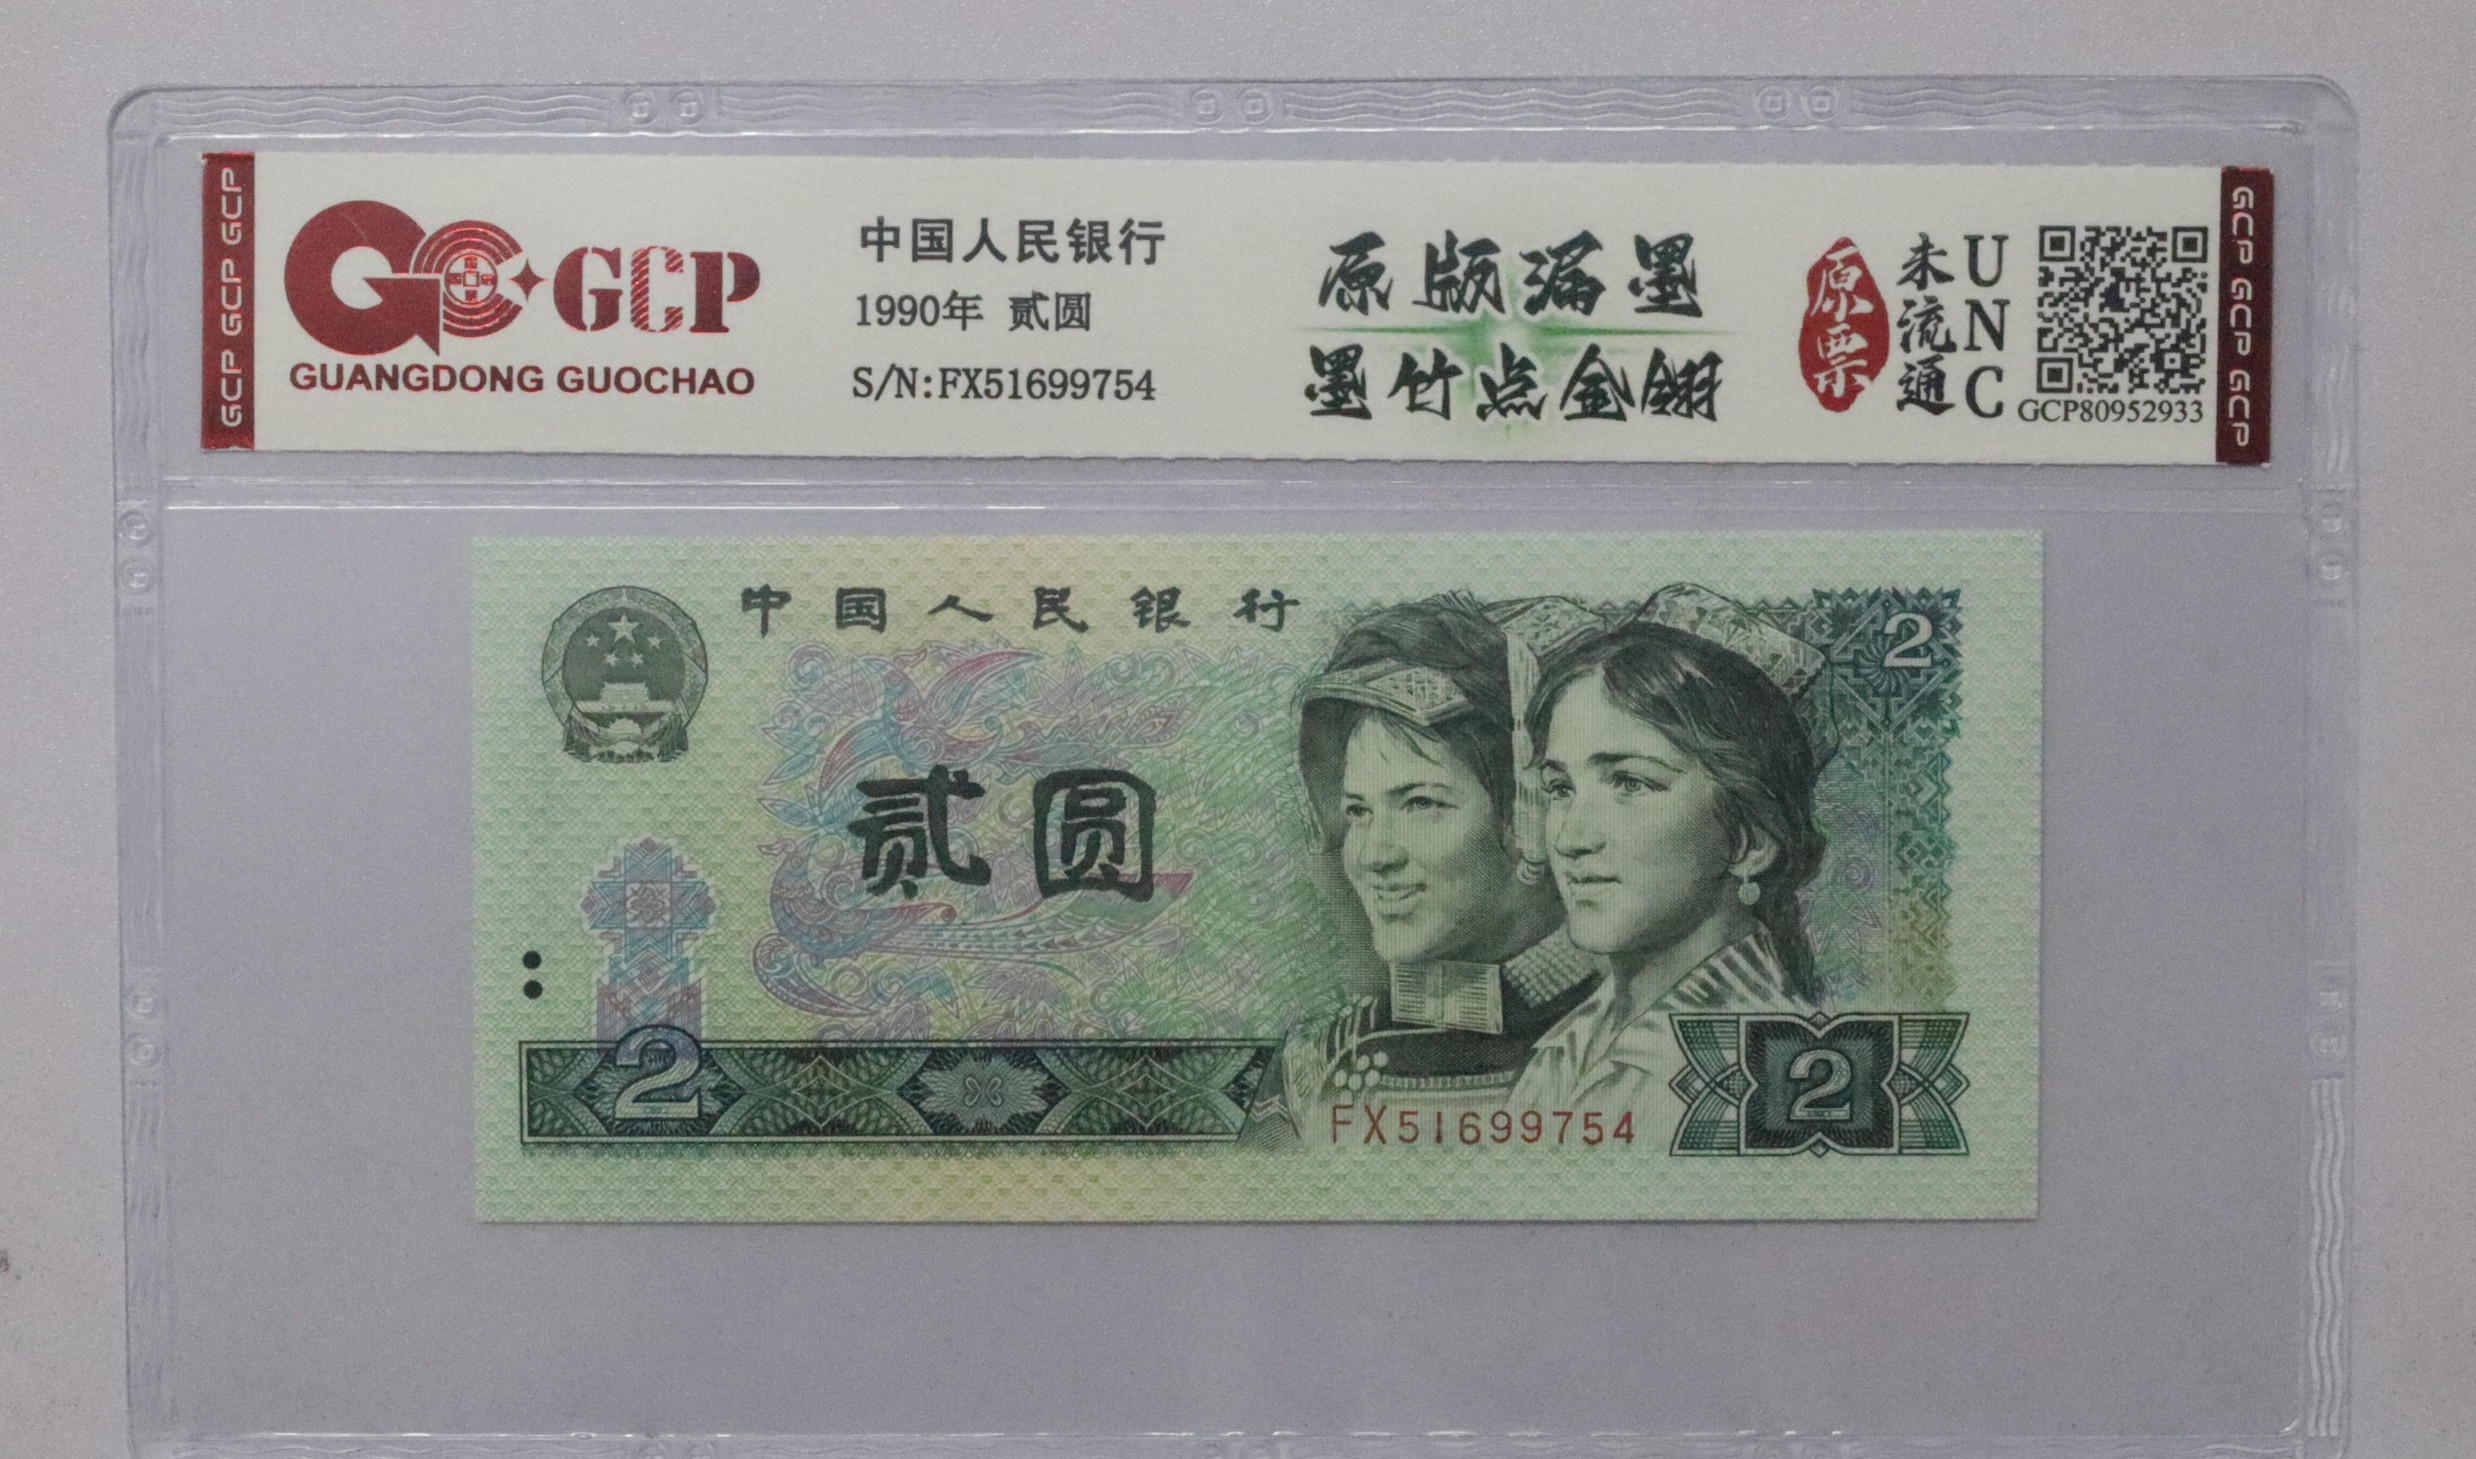 GCP GCP GCP
GCP
GUANGDONG GUOCHAO
中国人民银行
1990年 贰圆
S/N:FX51699754
原版漏墨
墨竹点金翎
原票
未流通
UNC
GCP80952933
GCP GCP GCP
中国人民银行
2
贰圆
2
FX51699754
2